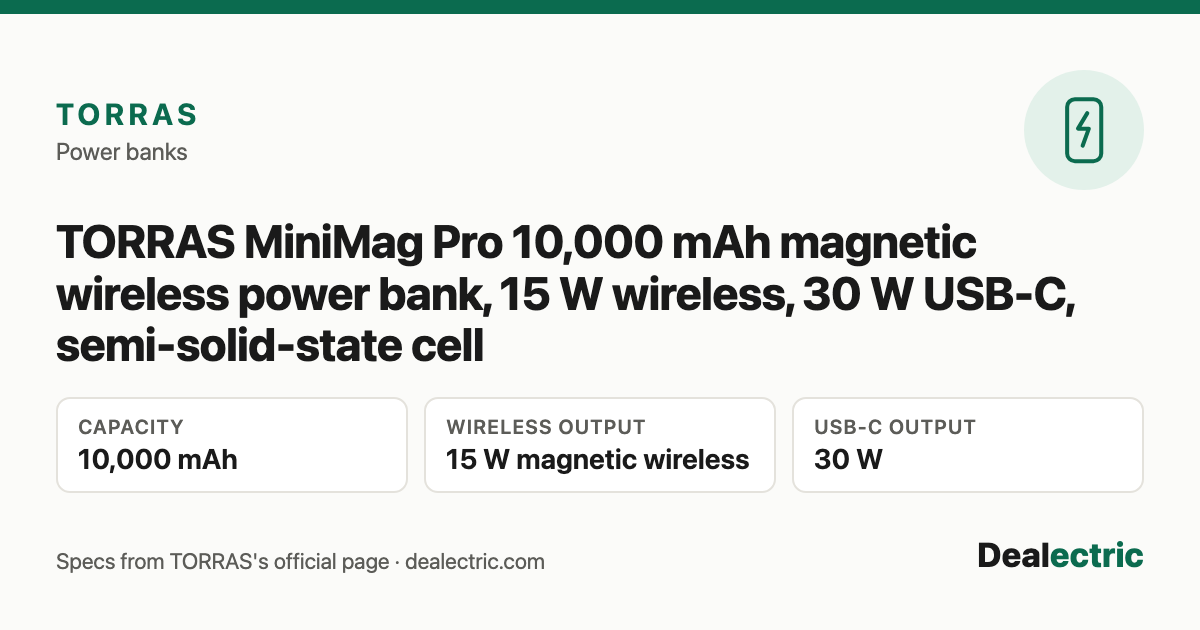 TORRAS
Power banks
TORRAS MiniMag Pro 10,000 mAh magnetic
wireless power bank, 15 W wireless, 30 W USB-C,
semi-solid-state cell
CAPACITY
10,000 mAh
WIRELESS OUTPUT
15 W magnetic wireless
USB-C OUTPUT
30 W
Specs from TORRAS's official page · dealectric.com
Dealectric